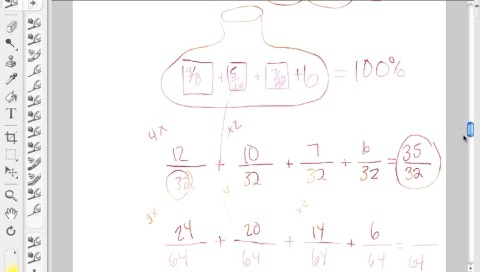 3/8 + 5/16 + 7/32 + 6 = 100%
4x x2
12/32 + 10/32 + 7/32 + 6/32 = 35/32
x2
24/64 + 20/64 + 14/64 + 6/64 = /64